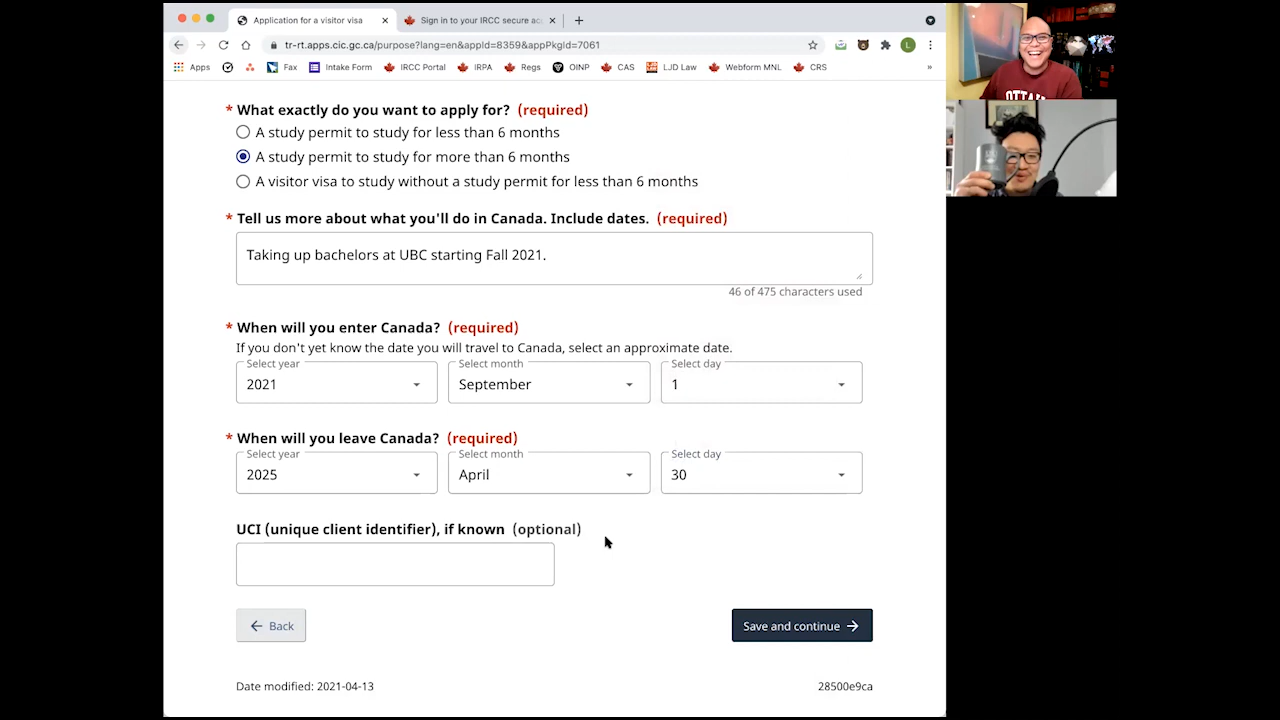 Application for a visitor visa
Sign in to your IRCC secure acc
tr-rt.apps.cic.gc.ca/purpose?lang=en&appId=8359&appPkgId=7061
L
Apps
Fax
Intake Form
IRCC Portal
IRPA
Regs
OINP
CAS
LJD Law
Webform MNL
CRS
»
* What exactly do you want to apply for? (required)
A study permit to study for less than 6 months
A study permit to study for more than 6 months
A visitor visa to study without a study permit for less than 6 months
* Tell us more about what you'll do in Canada. Include dates. (required)
Taking up bachelors at UBC starting Fall 2021.
46 of 475 characters used
* When will you enter Canada? (required)
If you don't yet know the date you will travel to Canada, select an approximate date.
Select year
Select month
Select day
2021
September
1
* When will you leave Canada? (required)
Select year
Select month
Select day
2025
April
30
UCI (unique client identifier), if known (optional)
Back
Save and continue
Date modified: 2021-04-13
28500e9ca